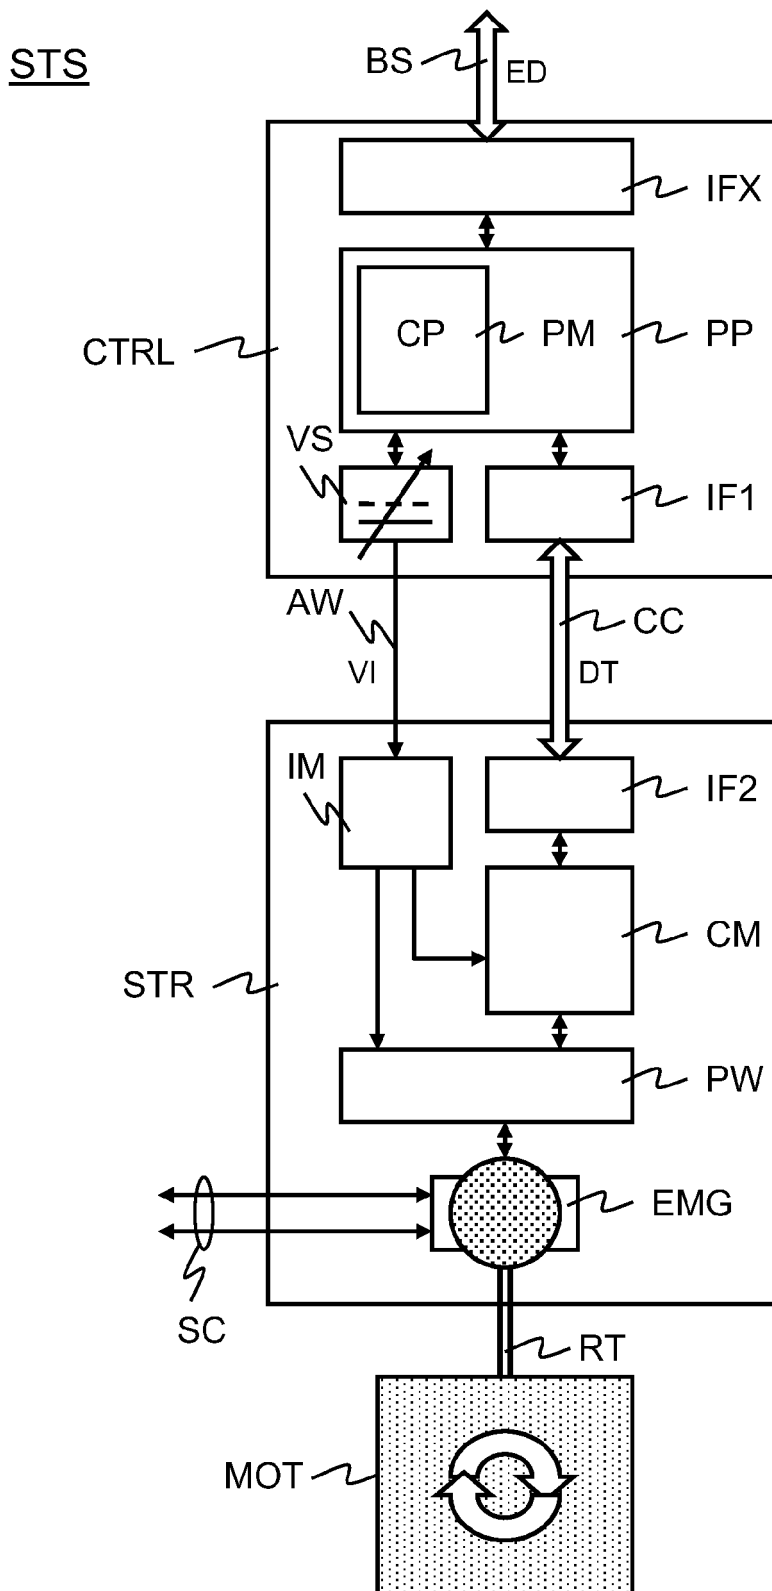 STS
BS
ED
IFX
CP
PM
PP
CTRL
VS
IF1
AW
CC
VI
DT
IM
IF2
CM
STR
PW
EMG
SC
RT
MOT